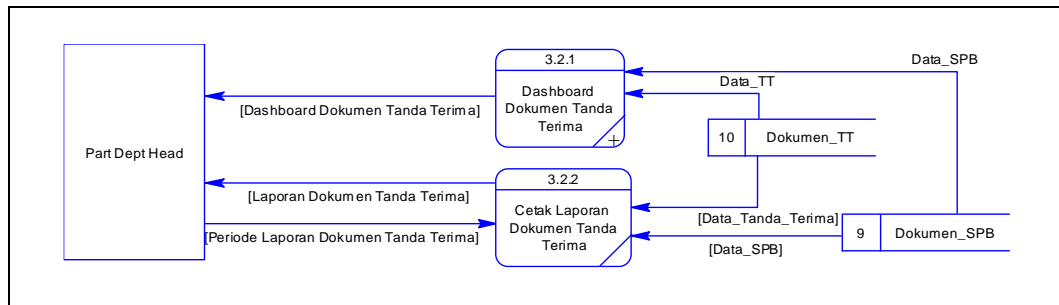 Part Dept Head
[Dashboard Dokumen Tanda Terima]
[Laporan Dokumen Tanda Terima]
[Periode Laporan Dokumen Tanda Terima]
3.2.1
Dashboard
Dokumen Tanda
Terima
3.2.2
Cetak Laporan
Dokumen Tanda
Terima
Data_SPB
Data_TT
10 Dokumen_TT
[Data_Tanda_Terima]
9 Dokumen_SPB
[Data_SPB]